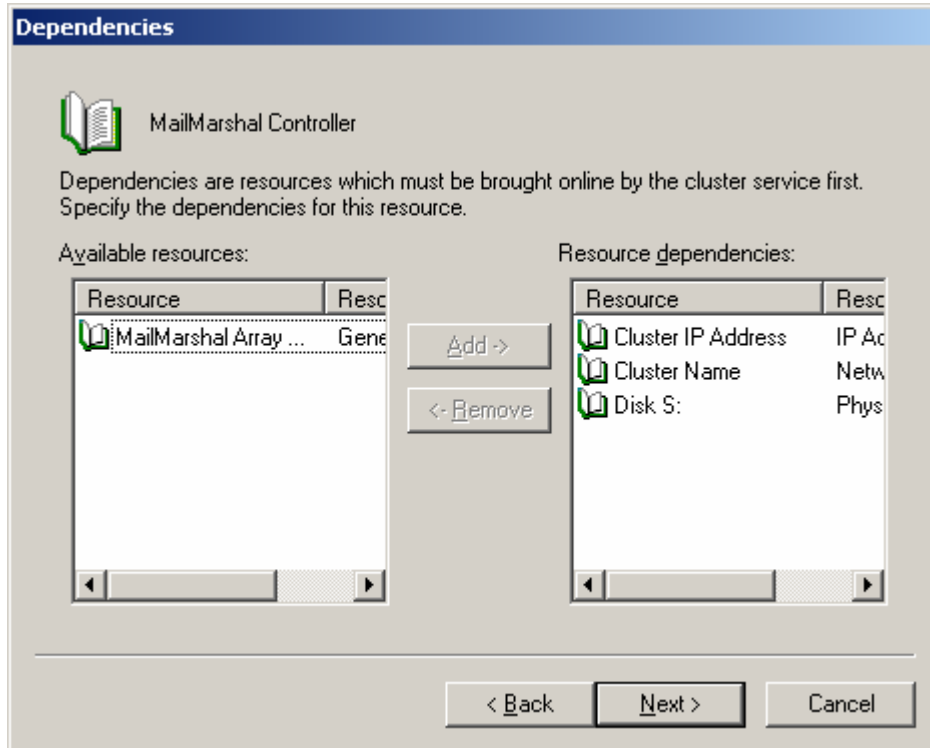 Dependencies
MailMarshal Controller
Dependencies are resources which must be brought online by the cluster service first.
Specify the dependencies for this resource.
Available resources:
Resource dependencies:
Resource Resc
MailMarshal Array ... Gene
Add ->
<- Remove
Resource Resc
Cluster IP Address IP Ac
Cluster Name Netw
Disk S: Phys
< Back Next > Cancel